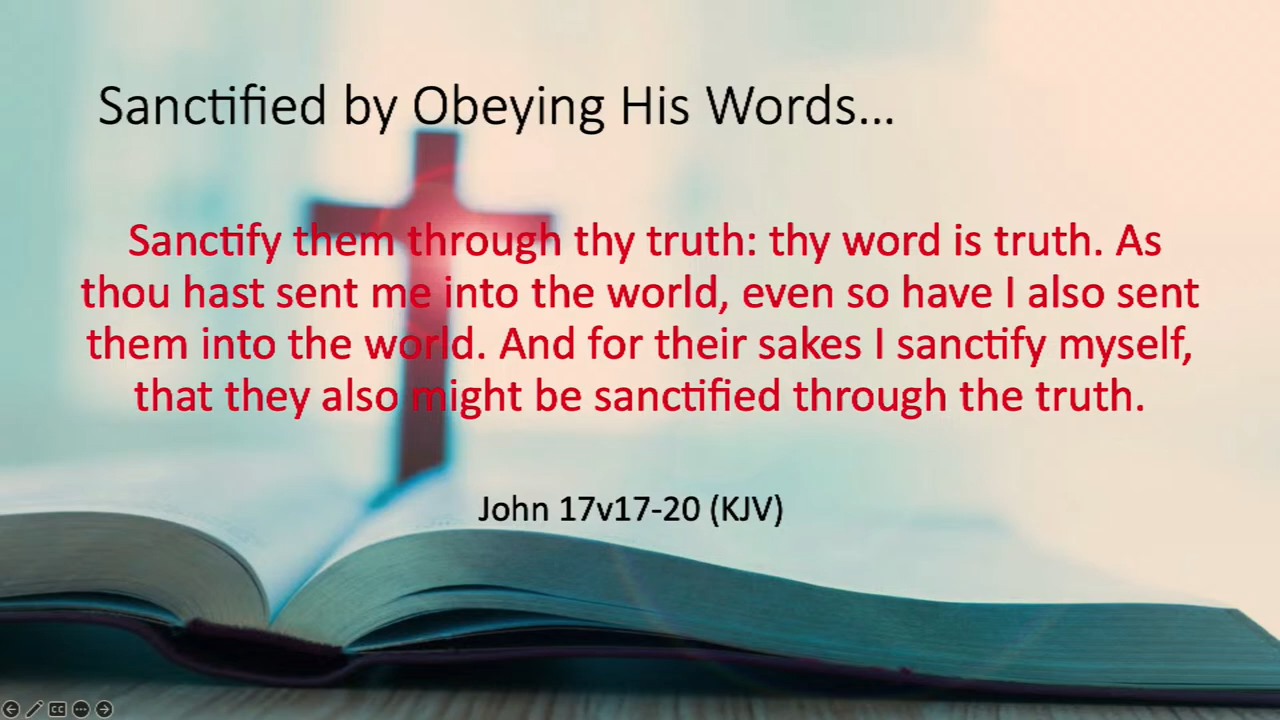 Sanctified by Obeying His Words...
Sanctify them through thy truth: thy word is truth. As
thou hast sent me into the world, even so have I also sent
them into the world. And for their sakes I sanctify myself,
that they also might be sanctified through the truth.
John 17v17-20 (KJV)
CC